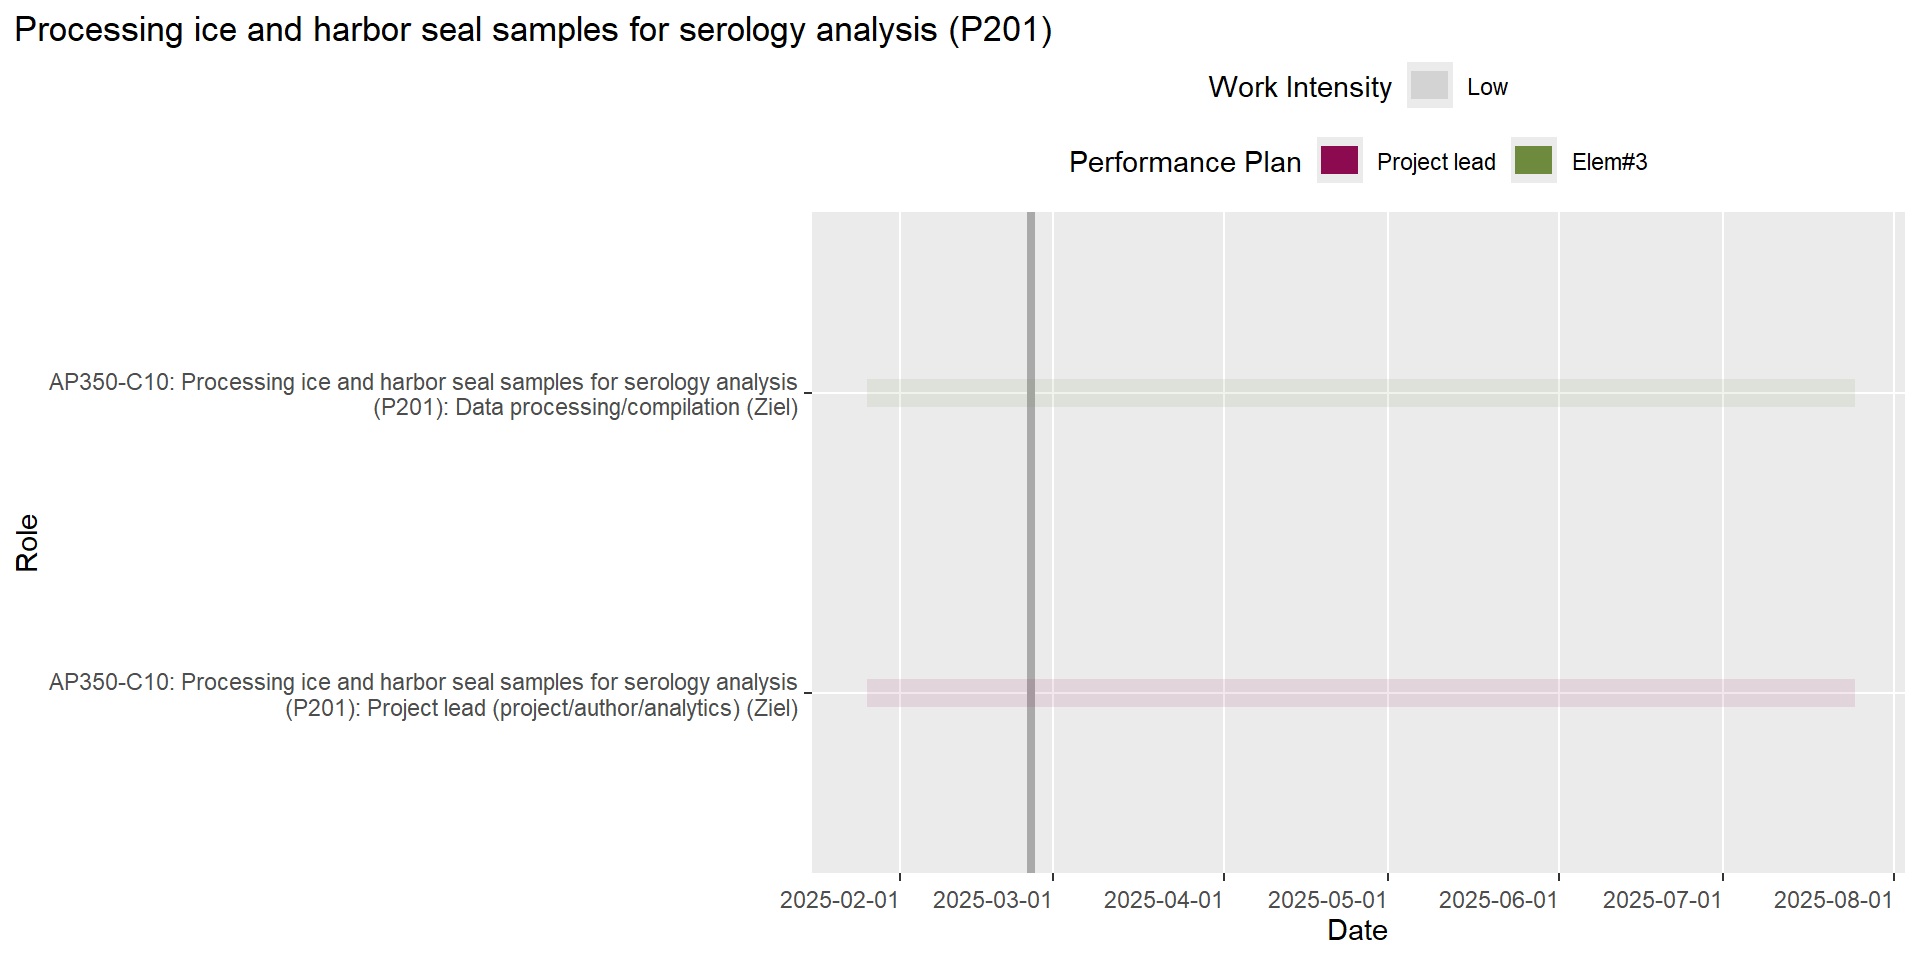 Processing ice and harbor seal samples for serology analysis (P201)
Work Intensity Low
Performance Plan Project lead Elem#3
AP350-C10: Processing ice and harbor seal samples for serology analysis
(P201): Data processing/compilation (Ziel)
Role
AP350-C10: Processing ice and harbor seal samples for serology analysis
(P201): Project lead (project/author/analytics) (Ziel)
2025-02-01 2025-03-01 2025-04-01 2025-05-01 2025-06-01 2025-07-01 2025-08-01
Date